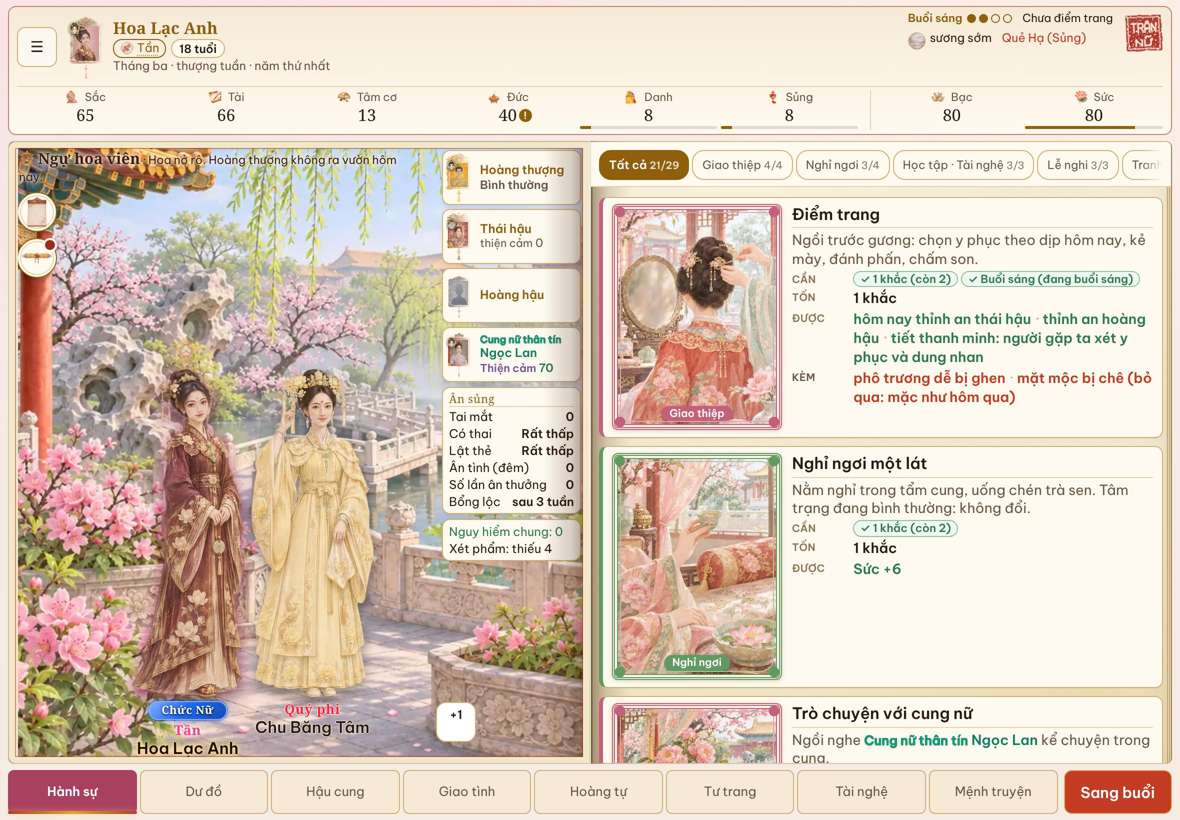 ☰
Hoa Lạc Anh
Tần
18 tuổi
Tháng ba · thượng tuần · năm thứ nhất
Buổi sáng
Chưa điểm trang
sương sớm
Quẻ Hạ (Sủng)
TRÂN NỮ
Sắc
65
Tài
66
Tâm cơ
13
Đức
40 !
Danh
8
Sủng
8
Bạc
80
Sức
80
Ngự hoa viên · Hoa nở rộ. Hoàng thượng không ra vườn hôm
nay.
Hoàng thượng
Bình thường
Thái hậu
thiện cảm 0
Hoàng hậu
Cung nữ thân tín
Ngọc Lan
Thiện cảm 70
Ân sủng
Tai mắt 0
Có thai Rất thấp
Lật thẻ Rất thấp
Ân tình (đêm) 0
Số lần ân thưởng 0
Bổng lộc sau 3 tuần
Nguy hiểm chung: 0
Xét phẩm: thiếu 4
Chức Nữ
Tần
Hoa Lạc Anh
Quý phi
Chu Băng Tâm
+1
Tất cả 21/29
Giao thiệp 4/4
Nghỉ ngơi 3/4
Học tập · Tài nghệ 3/3
Lễ nghi 3/3
Tranh
Điểm trang
Ngồi trước gương: chọn y phục theo dịp hôm nay, kẻ
mày, đánh phấn, chấm son.
CẦN ✓ 1 khắc (còn 2) ✓ Buổi sáng (đang buổi sáng)
TỐN 1 khắc
ĐƯỢC hôm nay thỉnh an thái hậu · thỉnh an hoàng
hậu · tiết thanh minh: người gặp ta xét y
phục và dung nhan
KÈM phô trương dễ bị ghen · mặt mộc bị chê (bỏ
qua: mặc như hôm qua)
Giao thiệp
Nghỉ ngơi một lát
Nằm nghỉ trong tẩm cung, uống chén trà sen. Tâm
trạng đang bình thường: không đổi.
CẦN ✓ 1 khắc (còn 2)
TỐN 1 khắc
ĐƯỢC Sức +6
Nghỉ ngơi
Trò chuyện với cung nữ
Ngồi nghe Cung nữ thân tín Ngọc Lan kể chuyện trong
cung.
Hành sự
Dư đồ
Hậu cung
Giao tình
Hoàng tự
Tư trang
Tài nghệ
Mệnh truyện
Sang buổi